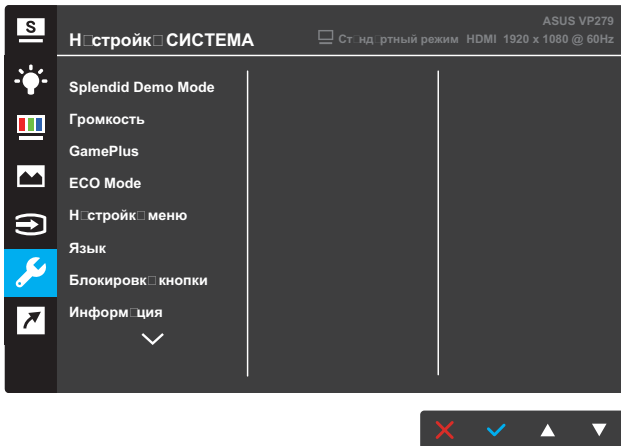 S
ASUS VP279
Н□стройк□ СИСТЕМА
Ст□нд□ртный режим HDMI 1920 x 1080 @ 60Hz
Splendid Demo Mode
Громкость
GamePlus
ECO Mode
Н□стройк□ меню
Язык
Блокировк□ кнопки
Информ□ция